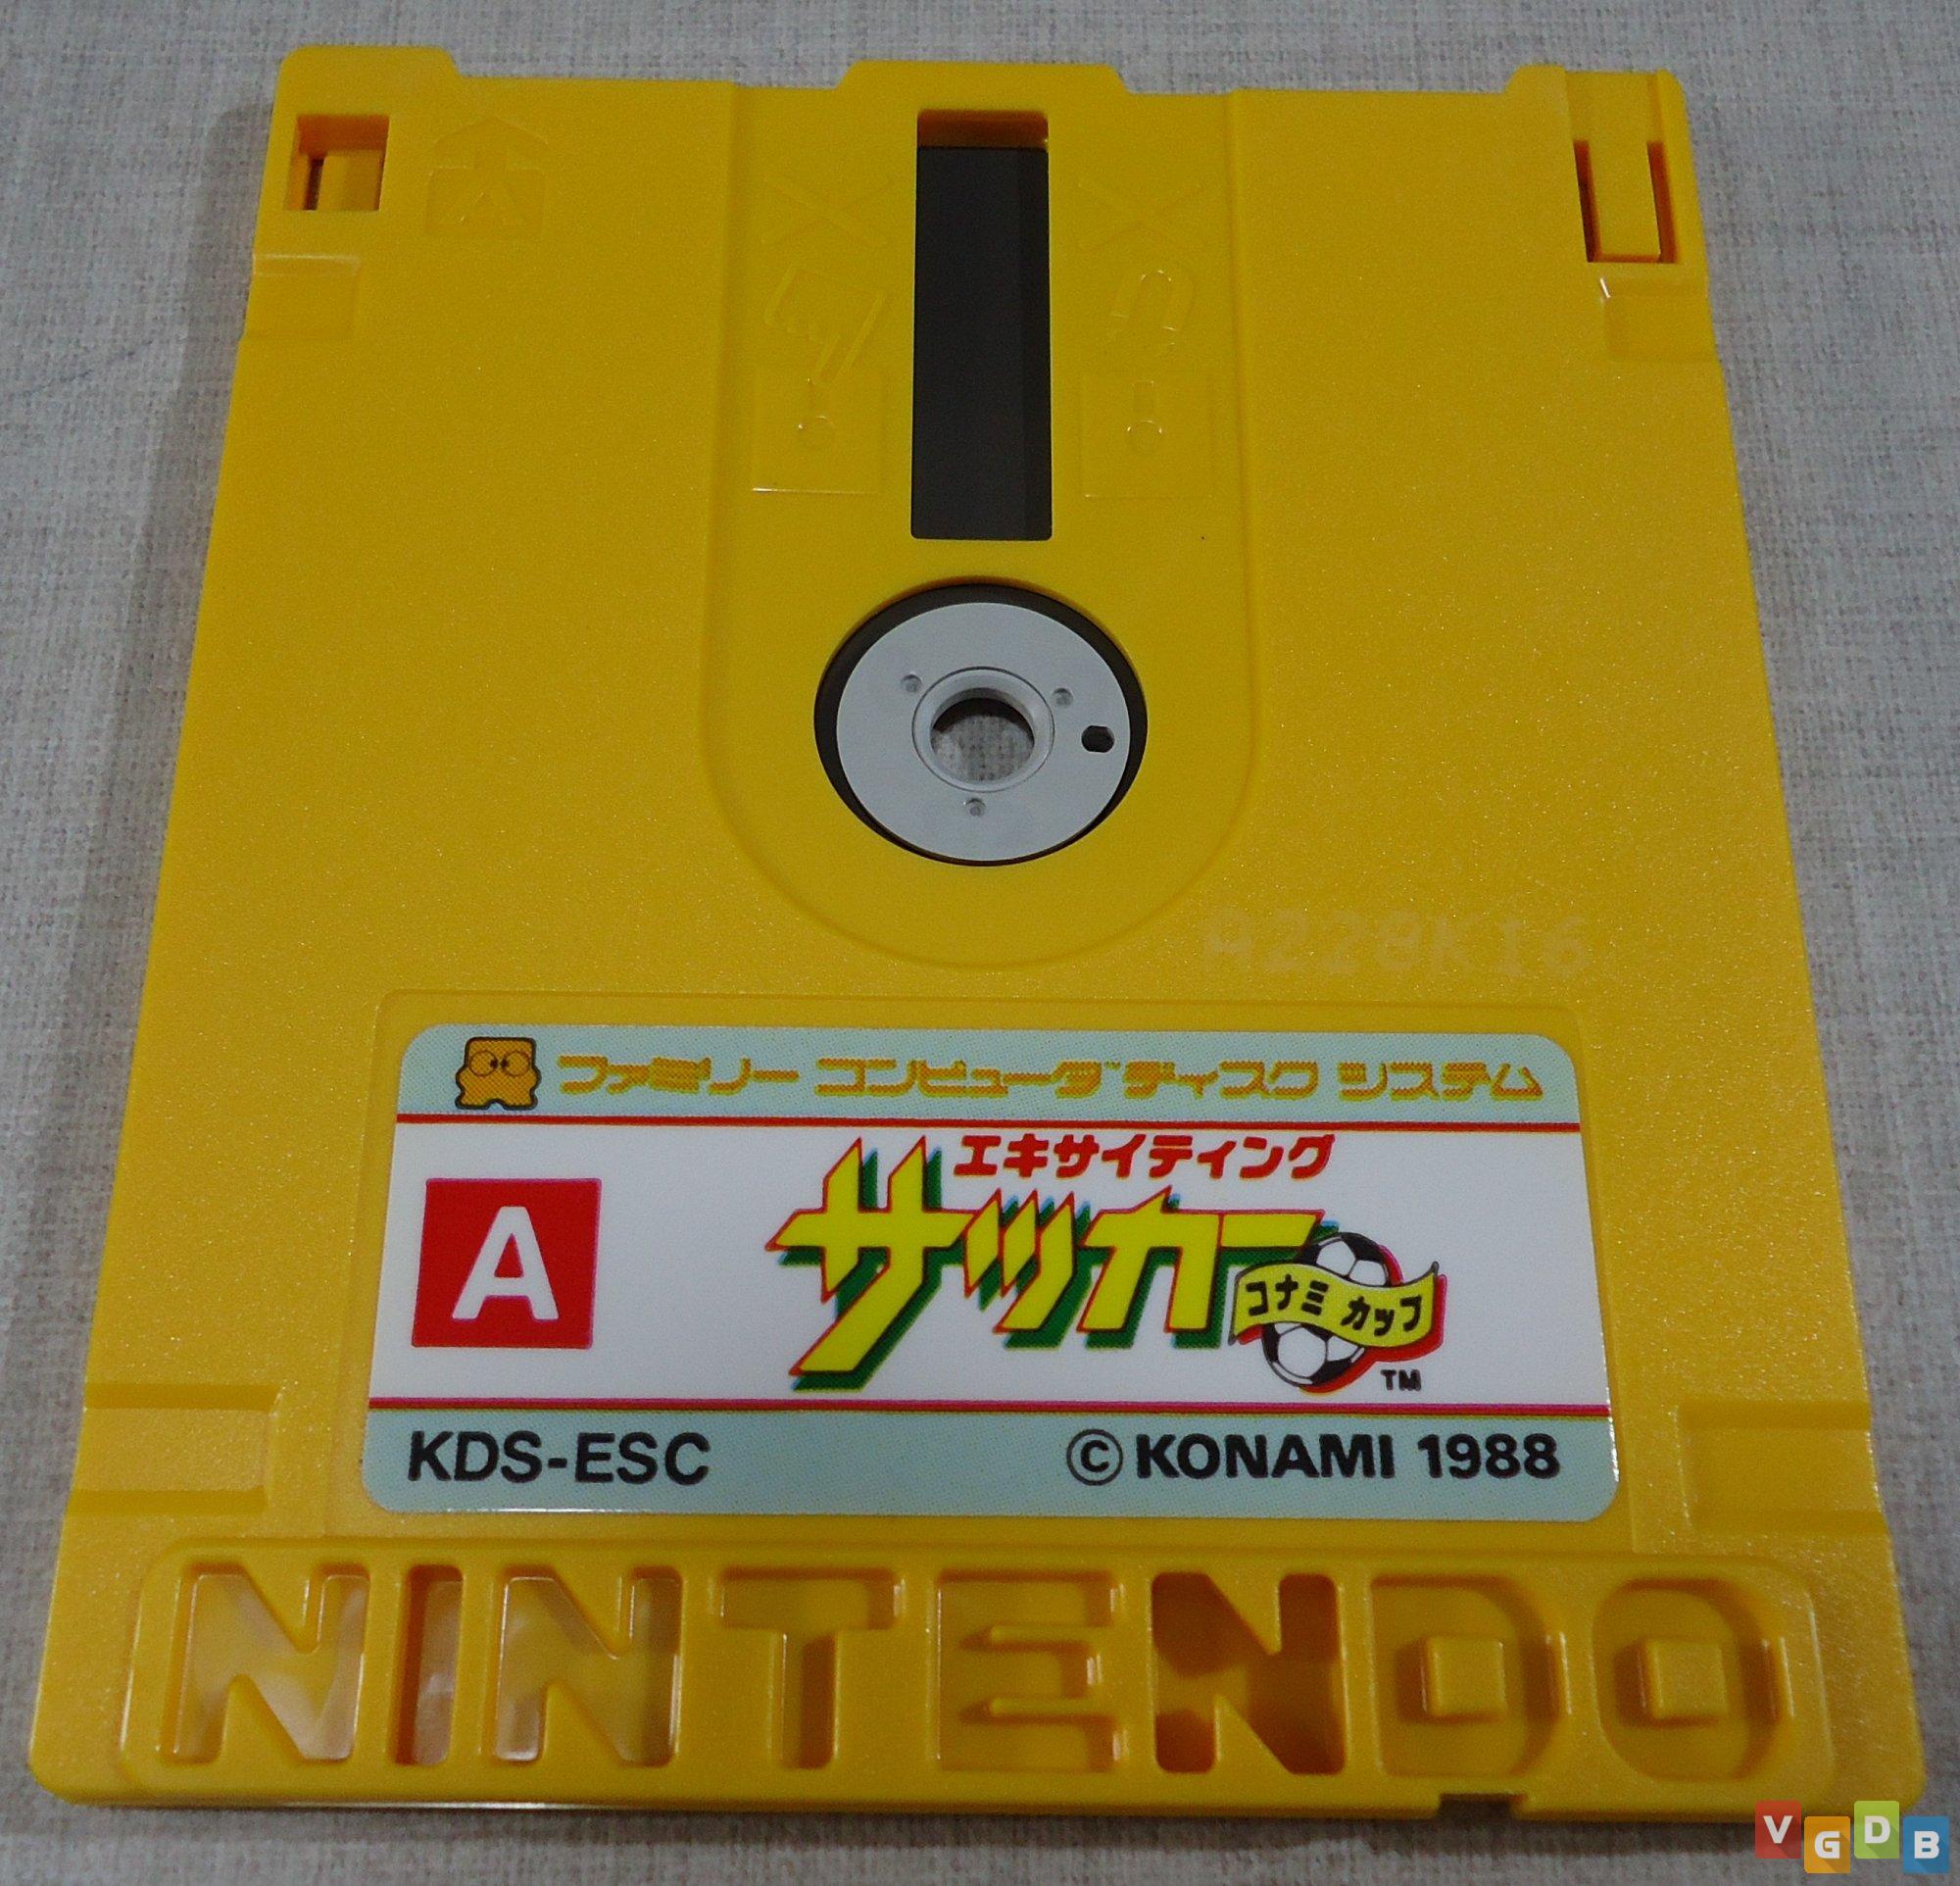 A228K16
ファミリー コンピュータ ディスク システム
エキサイティング
A
サッカー
コナミ カップ
TM
KDS-ESC
©KONAMI 1988
NINTENDO
VGDB